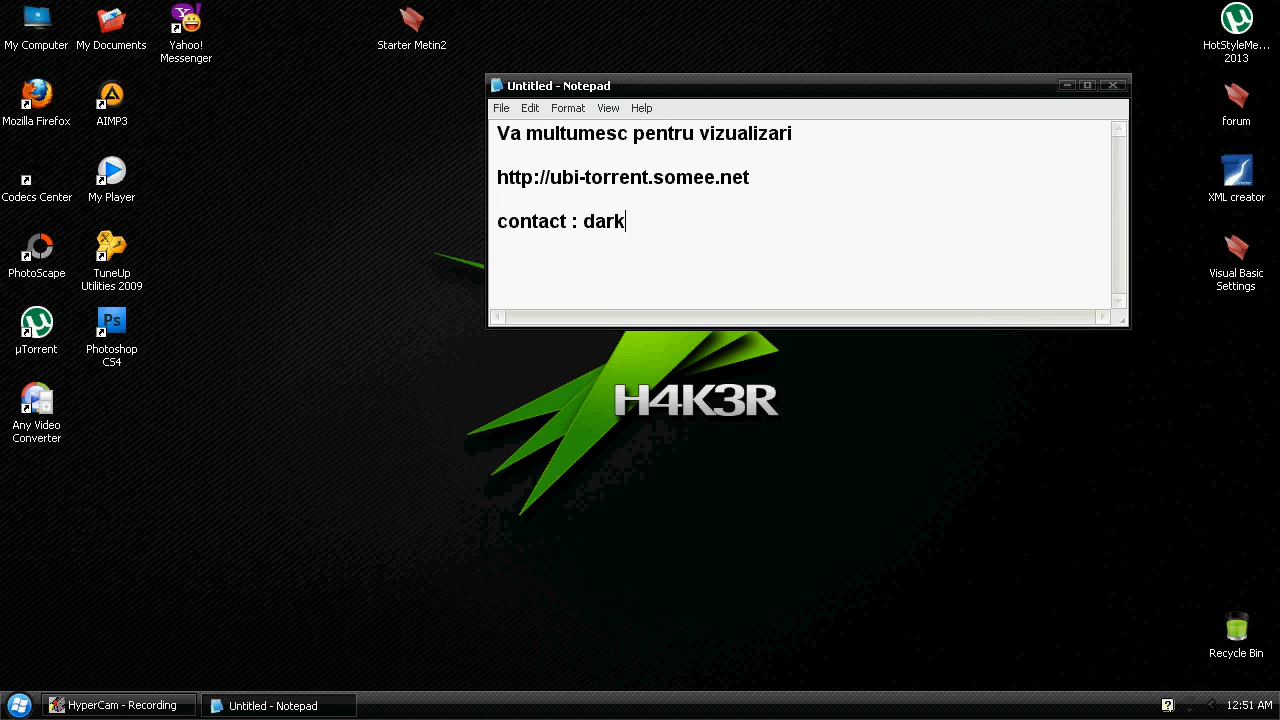 My Computer
My Documents
Yahoo!
Messenger
Starter Metin2
HotStyleMe...
2013
Mozilla Firefox
AIMP3
forum
Codecs Center
My Player
XML creator
PhotoScape
TuneUp
Utilities 2009
Visual Basic
Settings
µTorrent
Ps
Photoshop
CS4
Any Video
Converter
Untitled - Notepad
File Edit Format View Help
Va multumesc pentru vizualizari
http://ubi-torrent.somee.net
contact : dark
H4K3R
Recycle Bin
HyperCam - Recording
Untitled - Notepad
12:51 AM